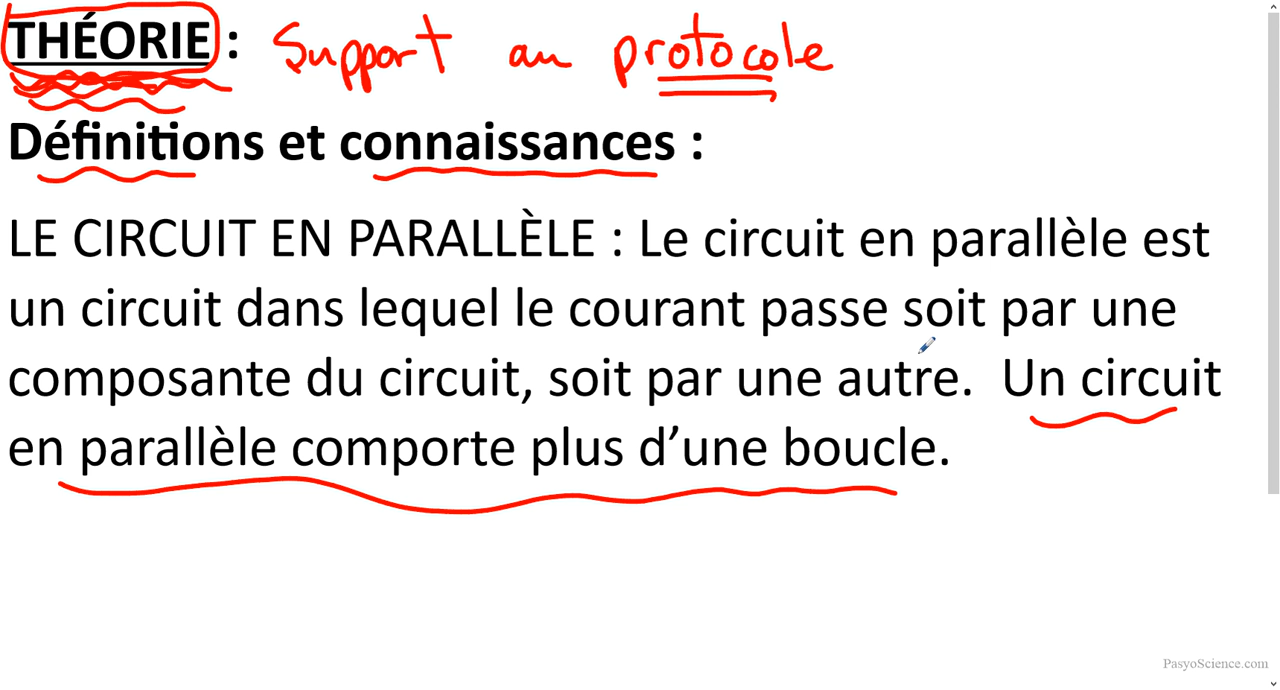 THÉORIE : Support au protocole
Définitions et connaissances :
LE CIRCUIT EN PARALLÈLE : Le circuit en parallèle est
un circuit dans lequel le courant passe soit par une
composante du circuit, soit par une autre. Un circuit
en parallèle comporte plus d’une boucle.
PasyoScience.com